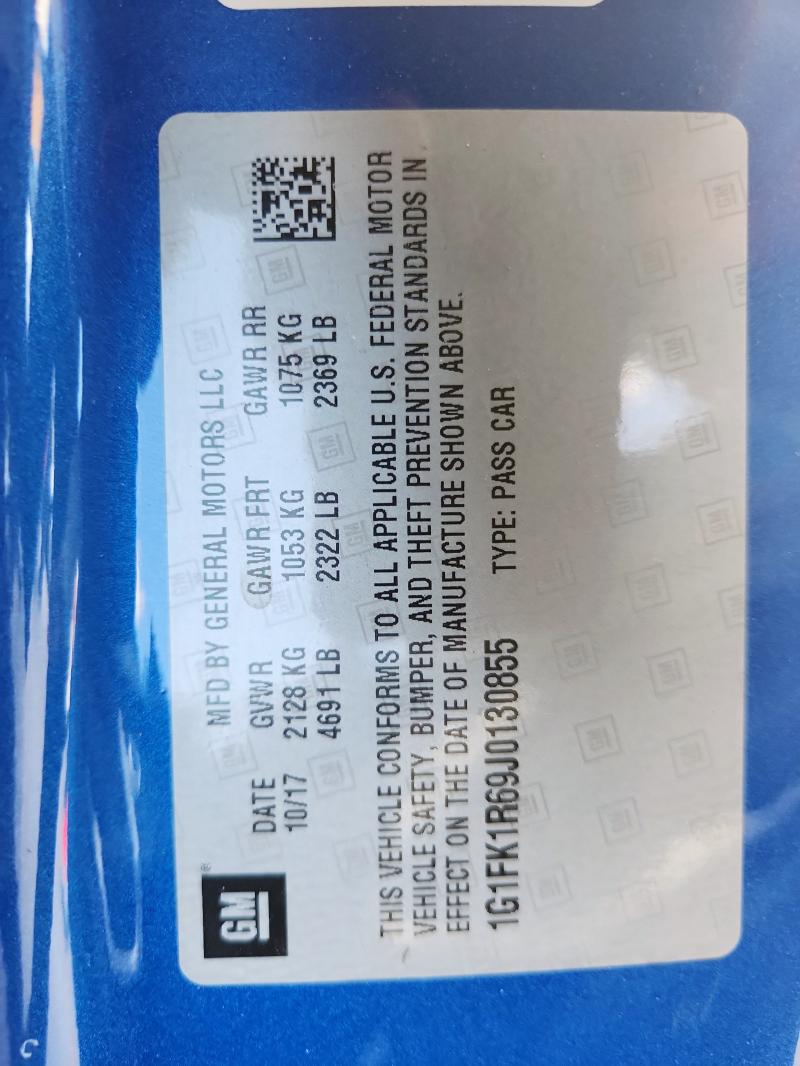 GM®
MFD BY GENERAL MOTORS LLC
DATE GVWR GAWR FRT GAWR RR
10/17 2128 KG 1053 KG 1075 KG
4691 LB 2322 LB 2369 LB
THIS VEHICLE CONFORMS TO ALL APPLICABLE U.S. FEDERAL MOTOR
VEHICLE SAFETY, BUMPER, AND THEFT PREVENTION STANDARDS IN
EFFECT ON THE DATE OF MANUFACTURE SHOWN ABOVE.
1G1FK1R69J0130855 TYPE: PASS CAR